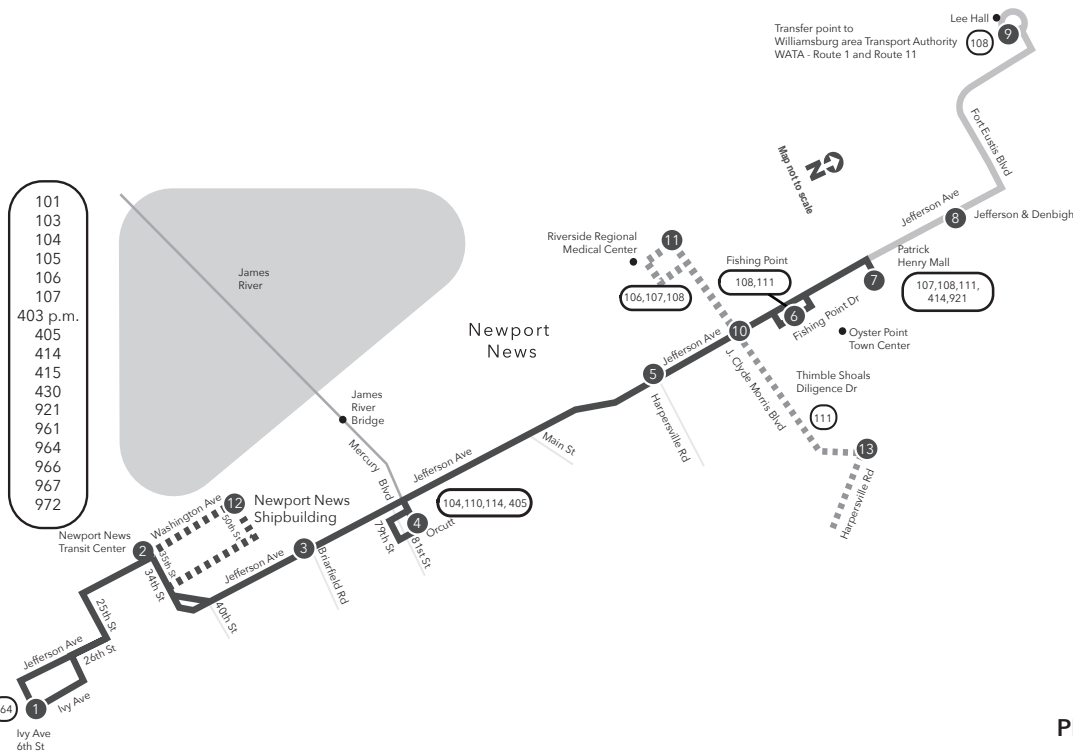 Lee Hall
9
Transfer point to
Williamsburg area Transport Authority
WATA - Route 1 and Route 11
108
Fort Eustis Blvd
N
Map not to scale
Jefferson Ave
8
Jefferson & Denbigh
101
103
104
105
106
107
403 p.m.
405
414
415
430
921
961
964
966
967
972
James
River
Newport
News
Riverside Regional
Medical Center
11
106,107,108
Fishing Point
108,111
Patrick
Henry Mall
7
107,108,111,
414,921
6
Fishing Point Dr
Oyster Point
Town Center
10
Jefferson Ave
J. Clyde Morris Blvd
5
Harpersville Rd
Thimble Shoals
Diligence Dr
111
13
Harpersville Rd
James
River
Bridge
Mercury Blvd
Main St
Jefferson Ave
104,110,114, 405
4
Orcutt
79th St
81st St
Washington Ave
12
50th St
Newport News
Shipbuilding
Newport News
Transit Center
2
35th St
34th St
Jefferson Ave
3
Briarfield Rd
40th St
25th St
Jefferson Ave
26th St
64
1
Ivy Ave
Ivy Ave
6th St